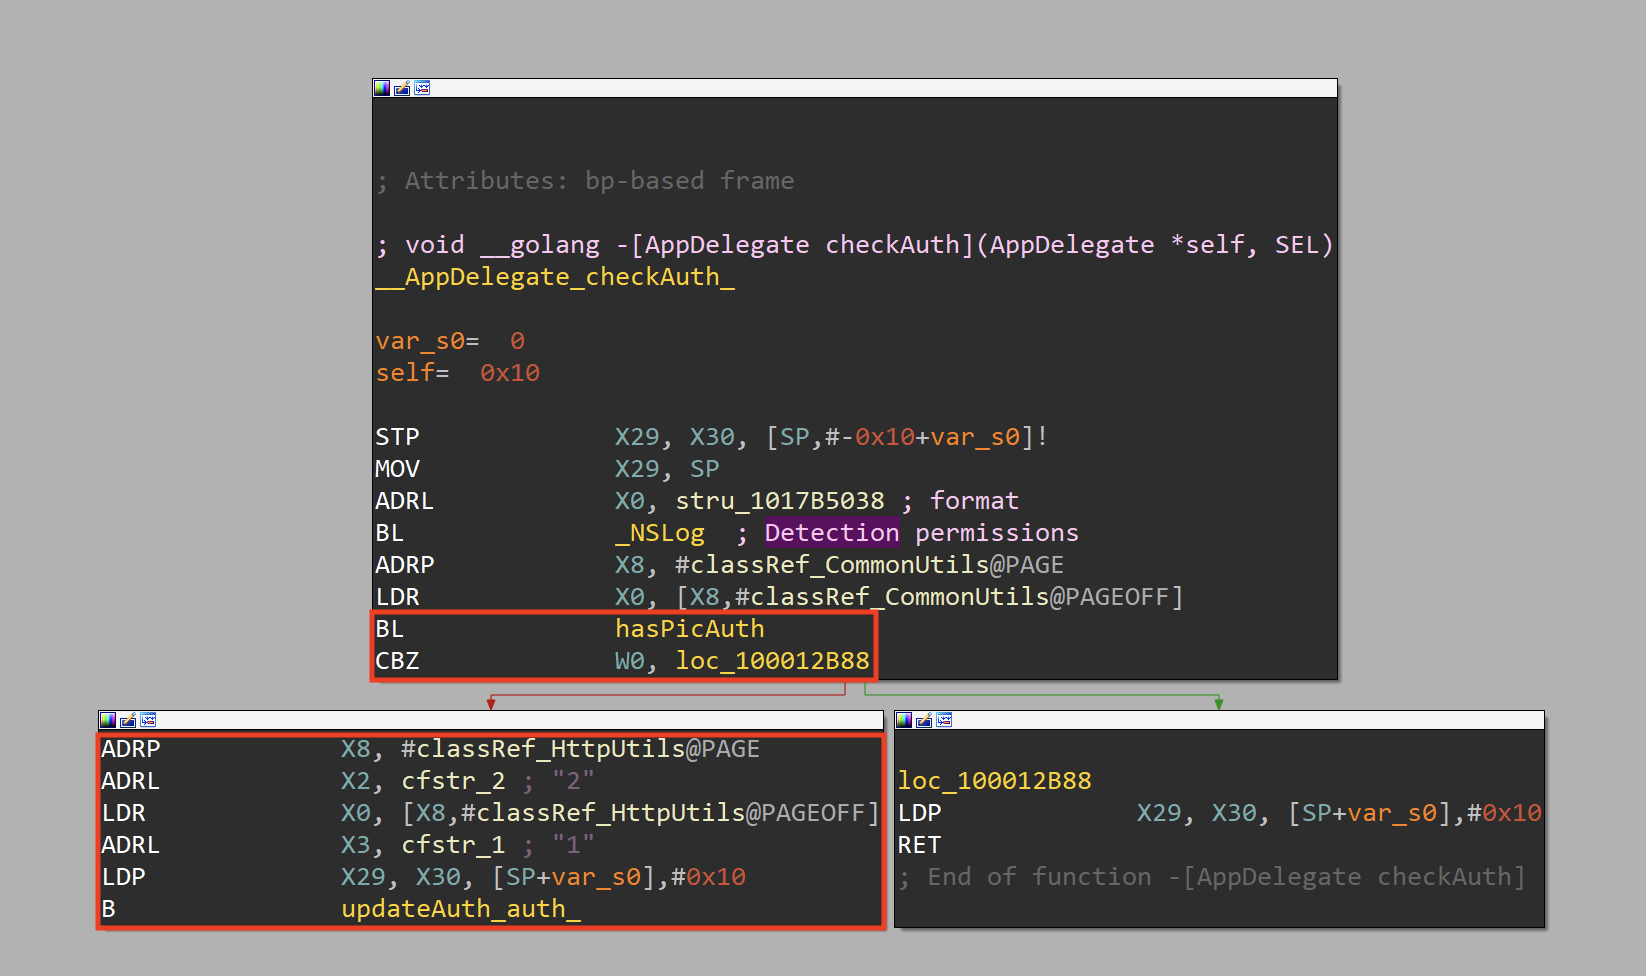 ; Attributes: bp-based frame
; void __golang -[AppDelegate checkAuth](AppDelegate *self, SEL)
__AppDelegate_checkAuth_
var_s0=  0
self=  0x10
STP X29, X30, [SP,#-0x10+var_s0]!
MOV X29, SP
ADRL X0, stru_1017B5038 ; format
BL _NSLog  ; Detection permissions
ADRP X8, #classRef_CommonUtils@PAGE
LDR X0, [X8,#classRef_CommonUtils@PAGEOFF]
BL hasPicAuth
CBZ W0, loc_100012B88
ADRP X8, #classRef_HttpUtils@PAGE
ADRL X2, cfstr_2 ; "2"
LDR X0, [X8,#classRef_HttpUtils@PAGEOFF]
ADRL X3, cfstr_1 ; "1"
LDP X29, X30, [SP+var_s0],#0x10
B updateAuth_auth_
loc_100012B88
LDP X29, X30, [SP+var_s0],#0x10
RET
; End of function -[AppDelegate checkAuth]